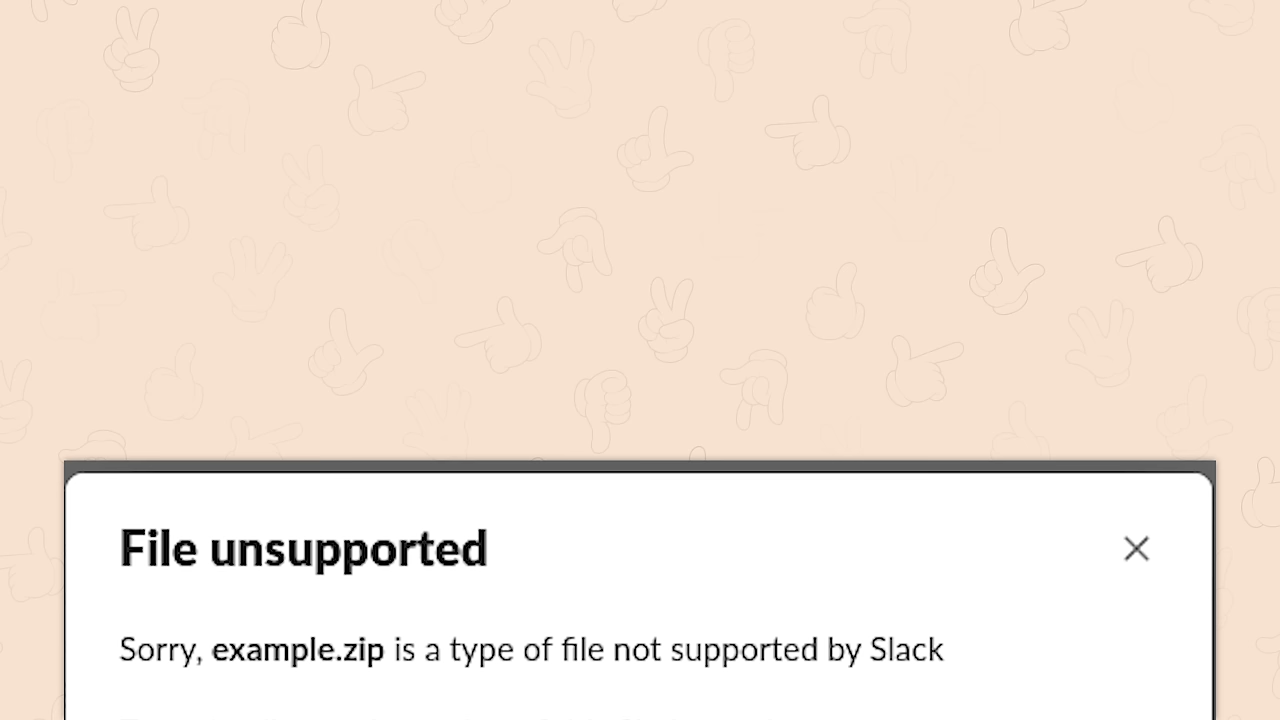 File unsupported
Sorry, example.zip is a type of file not supported by Slack